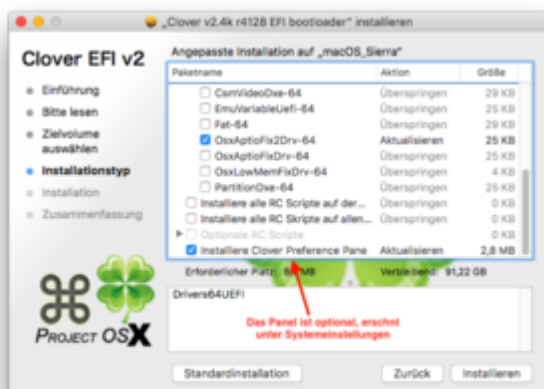 „Clover v2.4k r4128 EFI bootloader“ installieren
Clover EFI v2
Angepasste Installation auf „macOS_Sierra“
Paketname Aktion Größe
CsmVideoDxe-64 Überspringen 29 KB
EmuVariableUefi-64 Überspringen 25 KB
Fat-64 Überspringen 29 KB
OsxAptioFix2Drv-64 Aktualisieren 25 KB
OsxAptioFixDrv-64 Überspringen 25 KB
OsxLowMemFixDrv-64 Überspringen 4 KB
PartitionDxe-64 Überspringen 25 KB
Installiere alle RC Scripte auf der... Überspringen 0 KB
Installiere alle RC Skripte auf allen... Überspringen 0 KB
Optionale RC Scripte 0 KB
Installiere Clover Preference Pane Aktualisieren 2,8 MB
Einführung
Bitte lesen
Zielvolume
auswählen
Installationstyp
Installation
Zusammenfassung
Erforderlicher Platz: MB Verbleibend: 91,22 GB
Drivers64UEFI
Das Panel ist optional, erschnt
unter Systemeinstellungen
PROJECT OSX
Standardinstallation Zurück Installieren